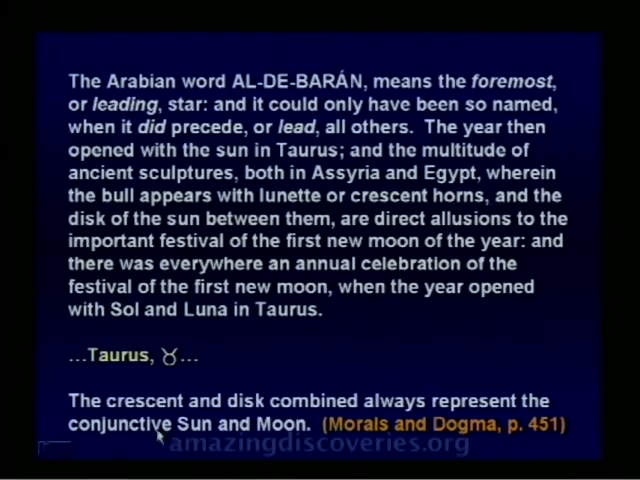 The Arabian word AL-DE-BARÁN, means the foremost,
or leading, star: and it could only have been so named,
when it did precede, or lead, all others. The year then
opened with the sun in Taurus; and the multitude of
ancient sculptures, both in Assyria and Egypt, wherein
the bull appears with lunette or crescent horns, and the
disk of the sun between them, are direct allusions to the
important festival of the first new moon of the year: and
there was everywhere an annual celebration of the
festival of the first new moon, when the year opened
with Sol and Luna in Taurus.
…Taurus, ♉…
The crescent and disk combined always represent the
conjunctive Sun and Moon. (Morals and Dogma, p. 451)
amazingdiscoveries.org